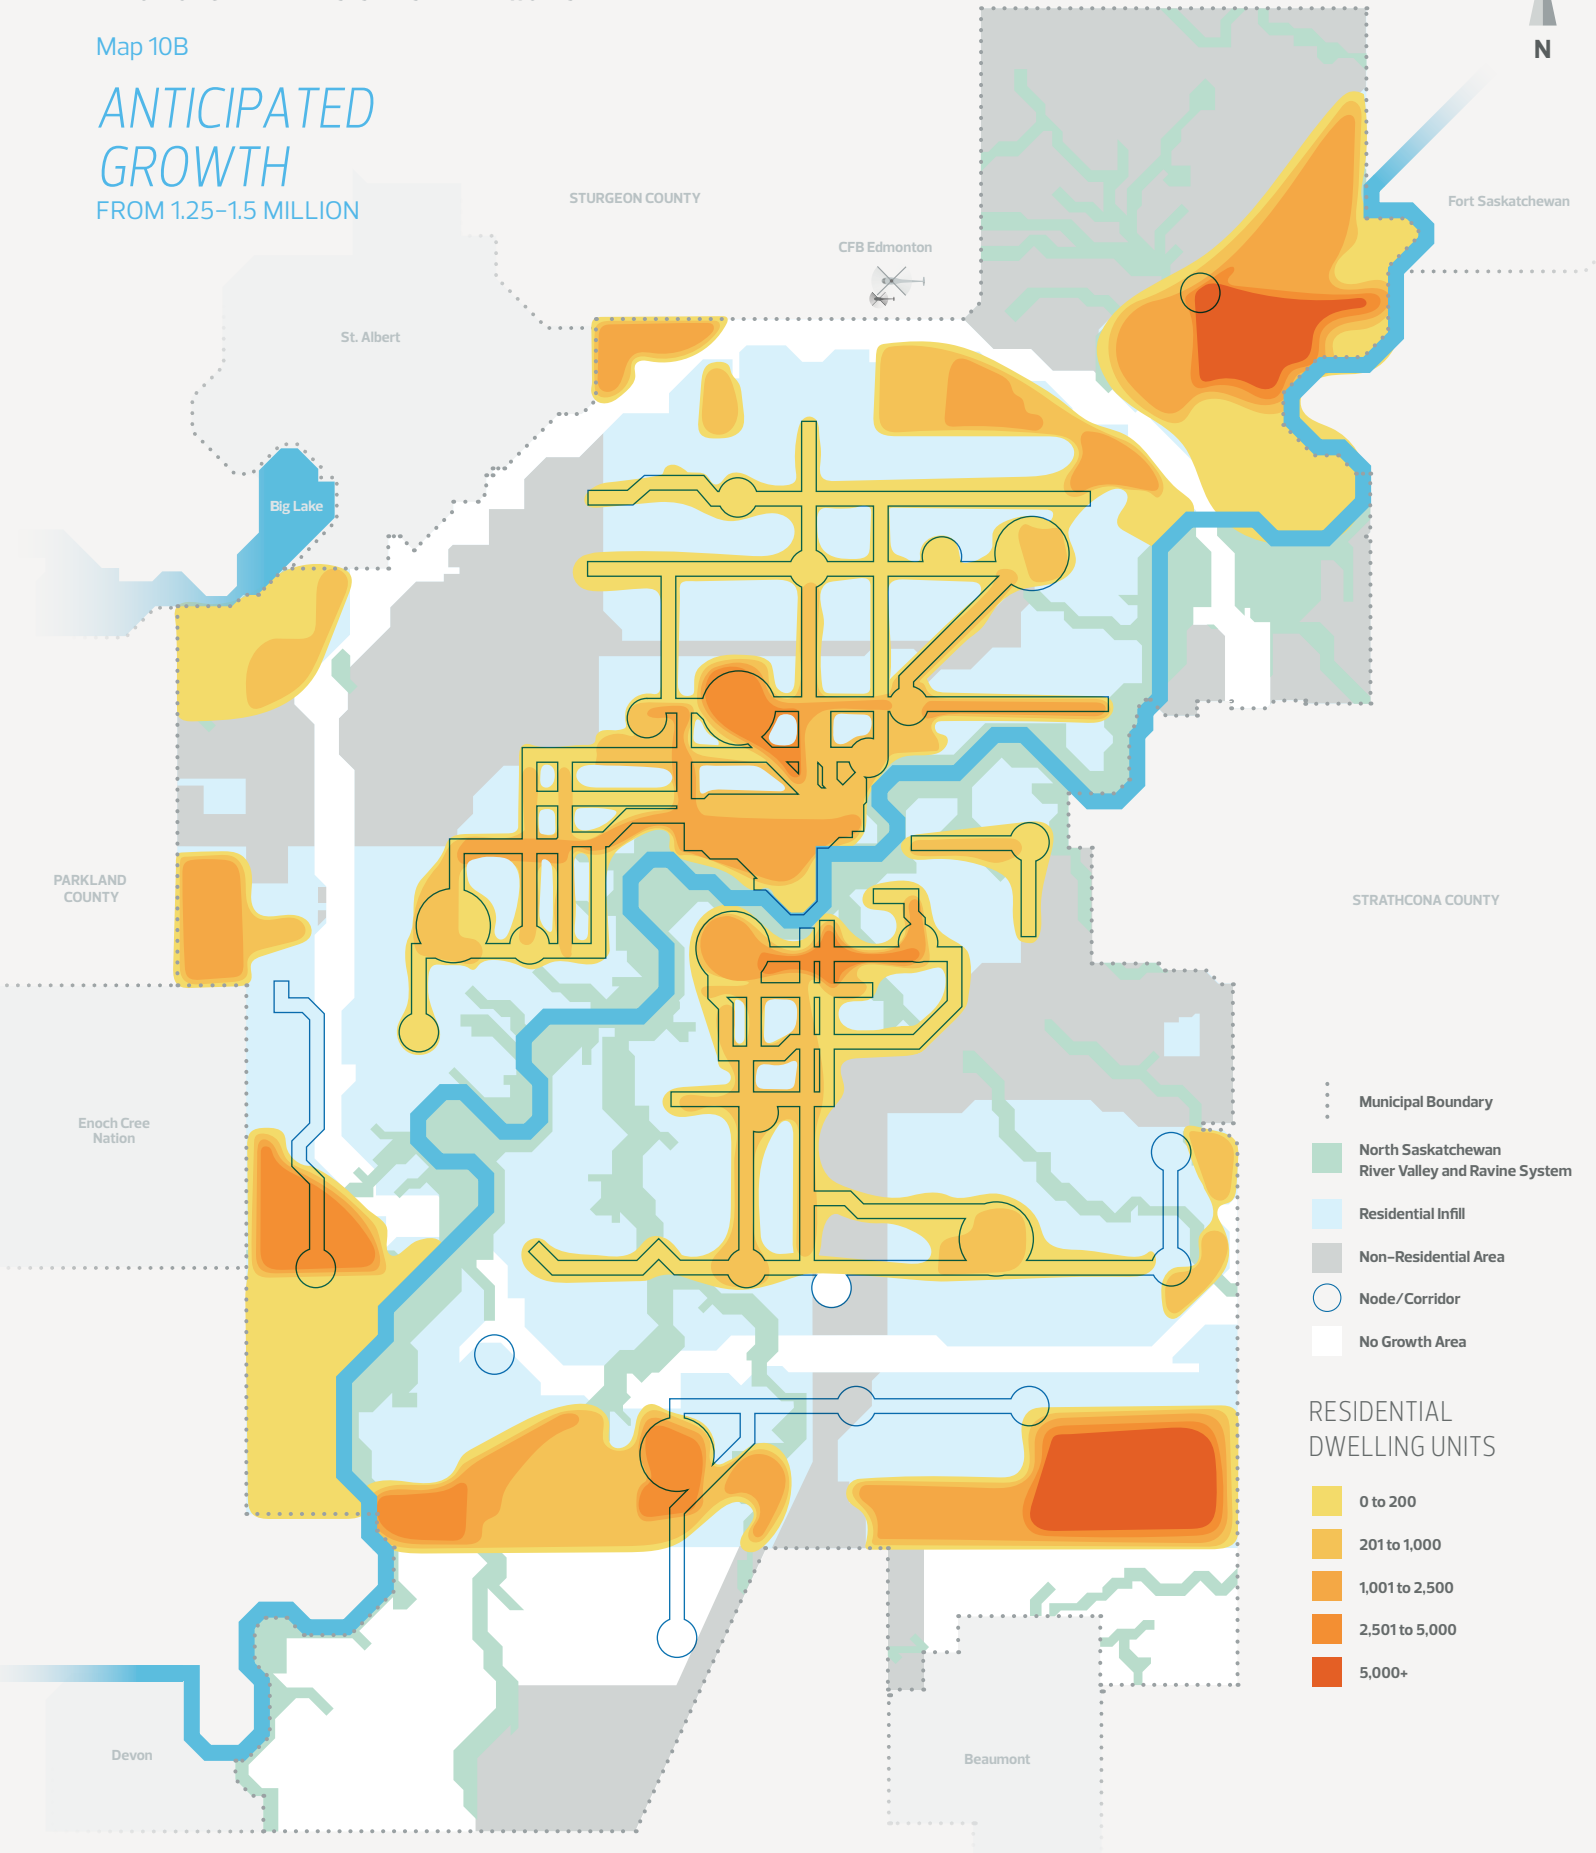 Map 10B
ANTICIPATED
GROWTH
FROM 1.25–1.5 MILLION
N
STURGEON COUNTY
Fort Saskatchewan
CFB Edmonton
St. Albert
Big Lake
PARKLAND
COUNTY
STRATHCONA COUNTY
Enoch Cree
Nation
Devon
Beaumont
Municipal Boundary
North Saskatchewan
River Valley and Ravine System
Residential Infill
Non-Residential Area
Node/Corridor
No Growth Area
RESIDENTIAL
DWELLING UNITS
0 to 200
201 to 1,000
1,001 to 2,500
2,501 to 5,000
5,000+